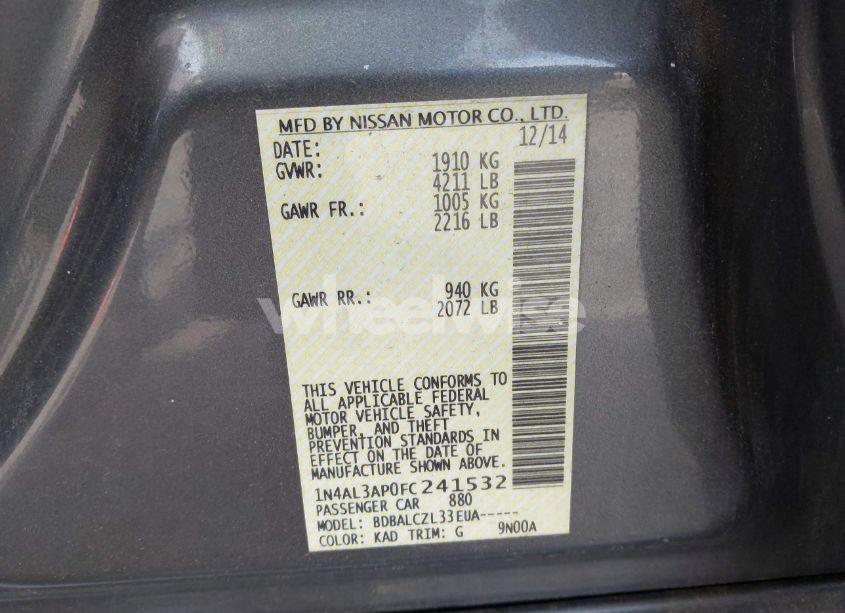 MFD BY NISSAN MOTOR CO., LTD.
DATE: 12/14
GVWR: 1910 KG
4211 LB
GAWR FR.: 1005 KG
2216 LB
GAWR RR.: 940 KG
2072 LB
wheelwise
THIS VEHICLE CONFORMS TO
ALL APPLICABLE FEDERAL
MOTOR VEHICLE SAFETY,
BUMPER, AND THEFT
PREVENTION STANDARDS IN
EFFECT ON THE DATE OF
MANUFACTURE SHOWN ABOVE.
1N4AL3AP0FC241532
PASSENGER CAR 880
MODEL: BDBALCZL33EUA-----
COLOR: KAD TRIM: G 9N00A